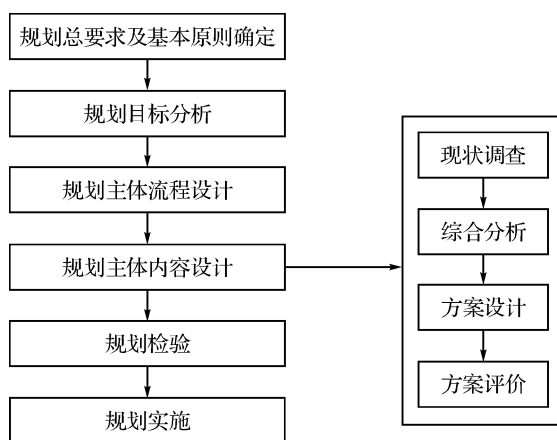 规划总要求及基本原则确定
规划目标分析
规划主体流程设计
规划主体内容设计
规划检验
规划实施
现状调查
综合分析
方案设计
方案评价